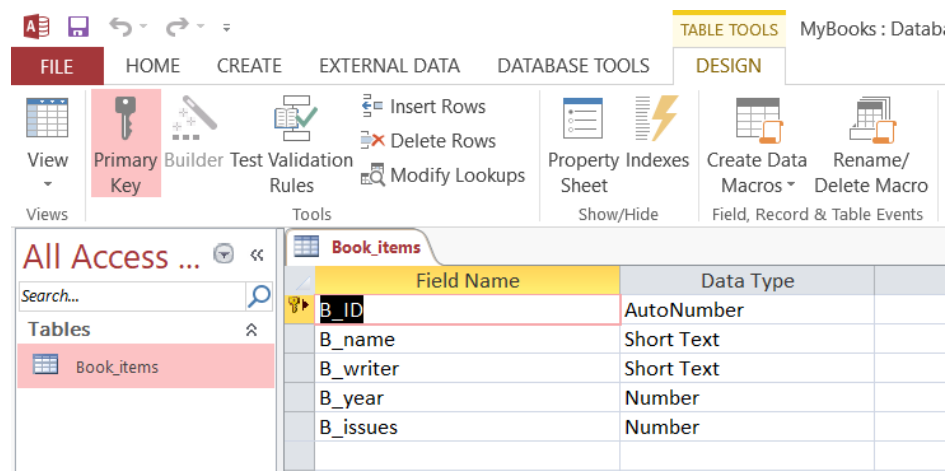 TABLE TOOLS MyBooks : Databa
FILE HOME CREATE EXTERNAL DATA DATABASE TOOLS DESIGN
View
Primary Key
Builder
Test Validation Rules
Insert Rows
Delete Rows
Modify Lookups
Property Sheet
Indexes
Create Data Macros
Rename/ Delete Macro
Views Tools Show/Hide Field, Record & Table Events
All Access ...
Search...
Tables
Book_items
Book_items
Field Name Data Type
B_ID AutoNumber
B_name Short Text
B_writer Short Text
B_year Number
B_issues Number